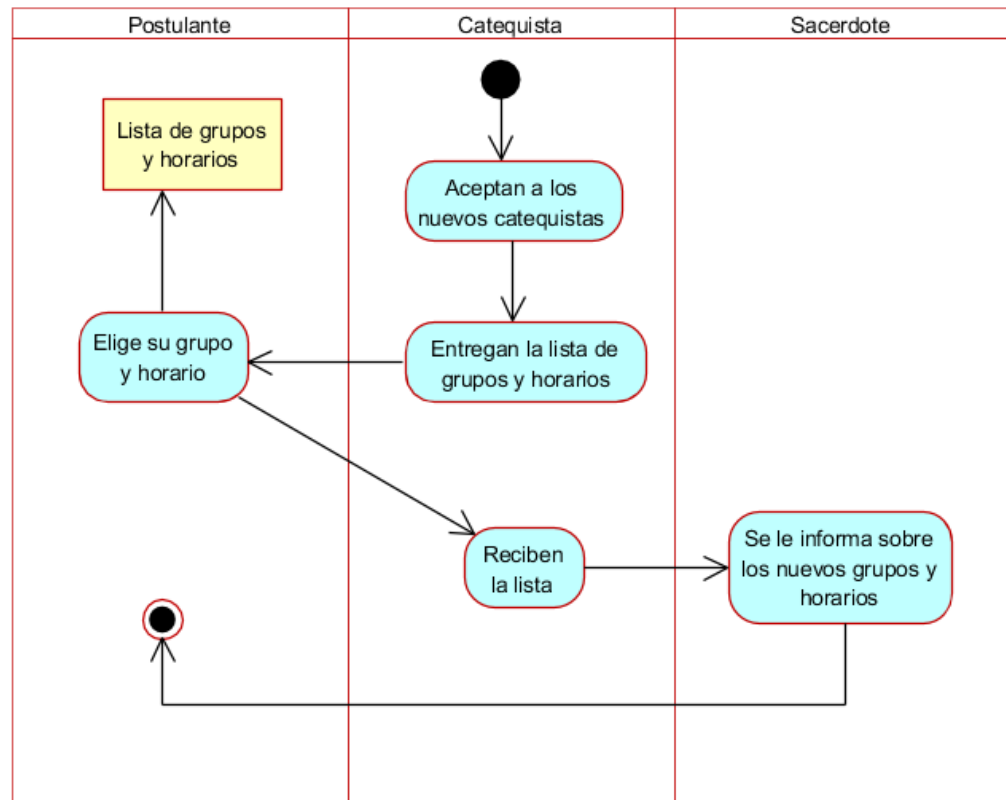 Postulante
Catequista
Sacerdote
Lista de grupos
y horarios
Aceptan a los
nuevos catequistas
Elige su grupo
y horario
Entregan la lista de
grupos y horarios
Reciben
la lista
Se le informa sobre
los nuevos grupos y
horarios